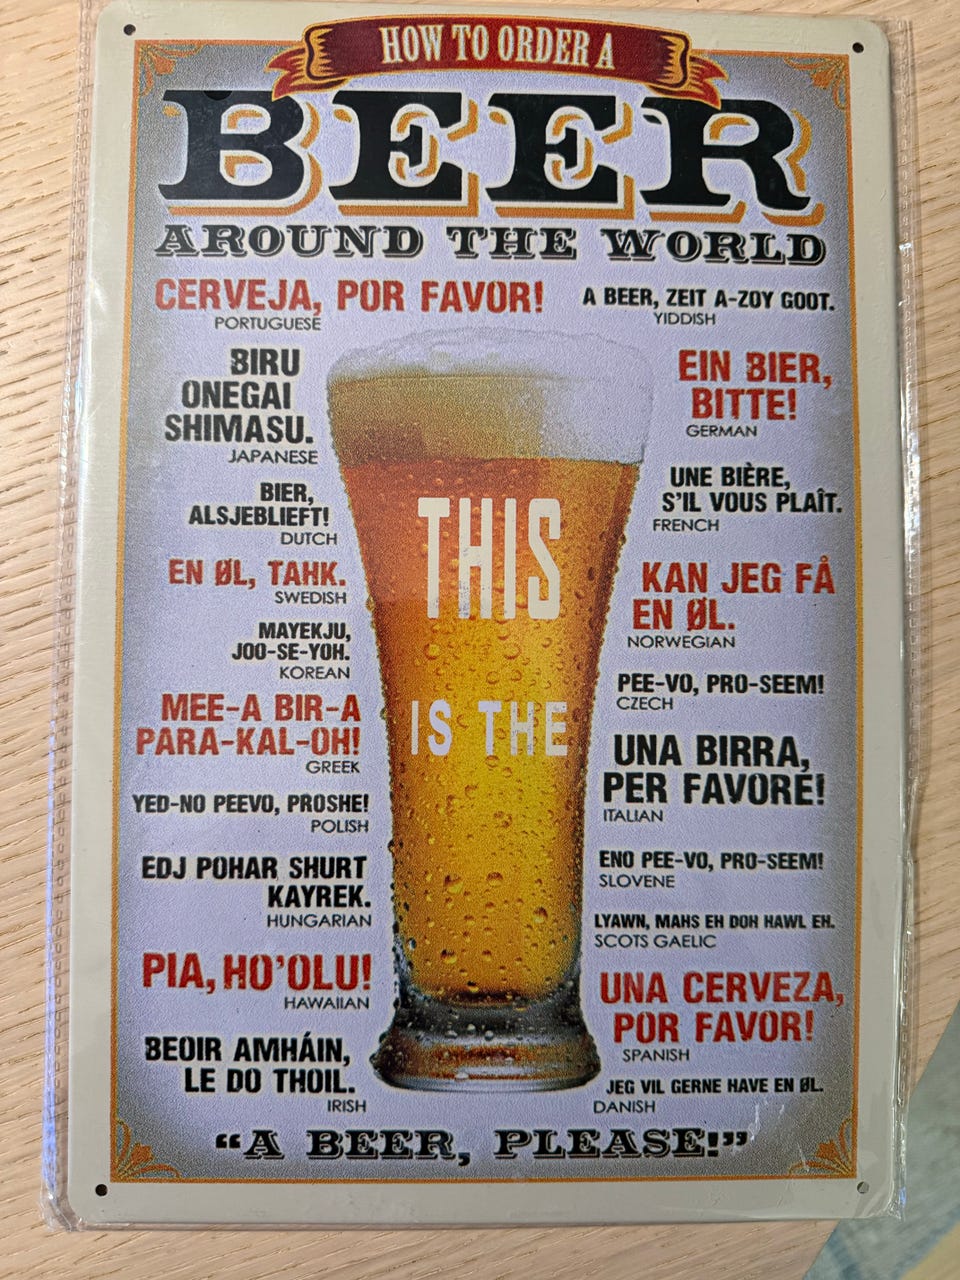 HOW TO ORDER A
BEER
AROUND THE WORLD
CERVEJA, POR FAVOR!
PORTUGUESE
A BEER, ZEIT A-ZOY GOOT.
YIDDISH
BIRU
ONEGAI
SHIMASU.
JAPANESE
EIN BIER,
BITTE!
GERMAN
BIER,
ALSJEBLIEFT!
DUTCH
UNE BIÈRE,
S'IL VOUS PLAÎT.
FRENCH
EN ØL, TAHK.
SWEDISH
KAN JEG FÅ
EN ØL.
NORWEGIAN
MAYEKJU,
JOO-SE-YOH.
KOREAN
PEE-VO, PRO-SEEM!
CZECH
MEE-A BIR-A
PARA-KAL-OH!
GREEK
UNA BIRRA,
PER FAVORE!
ITALIAN
YED-NO PEEVO, PROSHE!
POLISH
ENO PEE-VO, PRO-SEEM!
SLOVENE
EDJ POHAR SHURT
KAYREK.
HUNGARIAN
LYAWN, MAHS EH DOH HAWL EH.
SCOTS GAELIC
PIA, HO'OLU!
HAWAIIAN
UNA CERVEZA,
POR FAVOR!
SPANISH
BEOIR AMHÁIN,
LE DO THOIL.
IRISH
JEG VIL GERNE HAVE EN ØL.
DANISH
THIS
IS THE
"A BEER, PLEASE!"